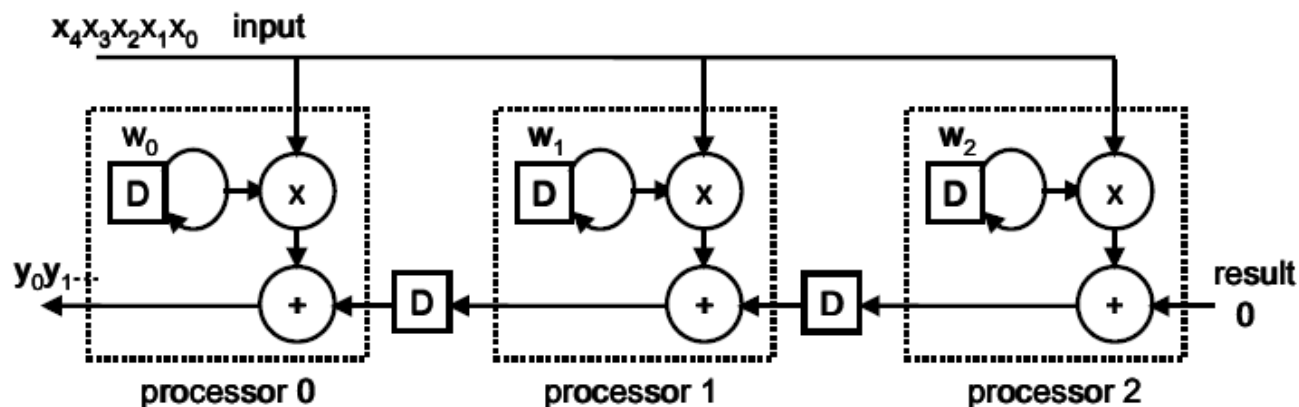 x₄x₃x₂x₁x₀ input
w₀
w₁
w₂
D x
D x
D x
y₀y₁... 
+ D + D +
result
0
processor 0 processor 1 processor 2